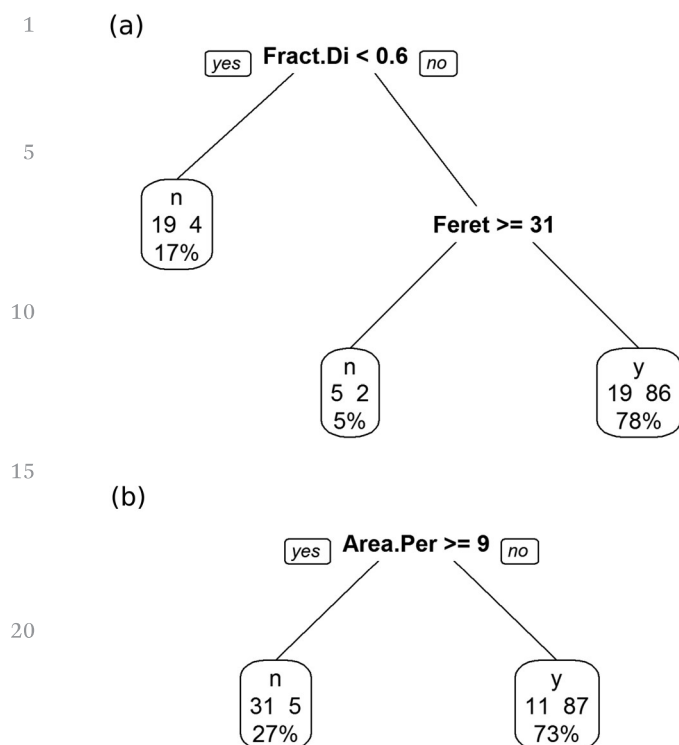 1
(a)
yes Fract.Di < 0.6 no
5
n
19 4
17%
Feret >= 31
10
n
5 2
5%
y
19 86
78%
15
(b)
yes Area.Per >= 9 no
20
n
31 5
27%
y
11 87
73%